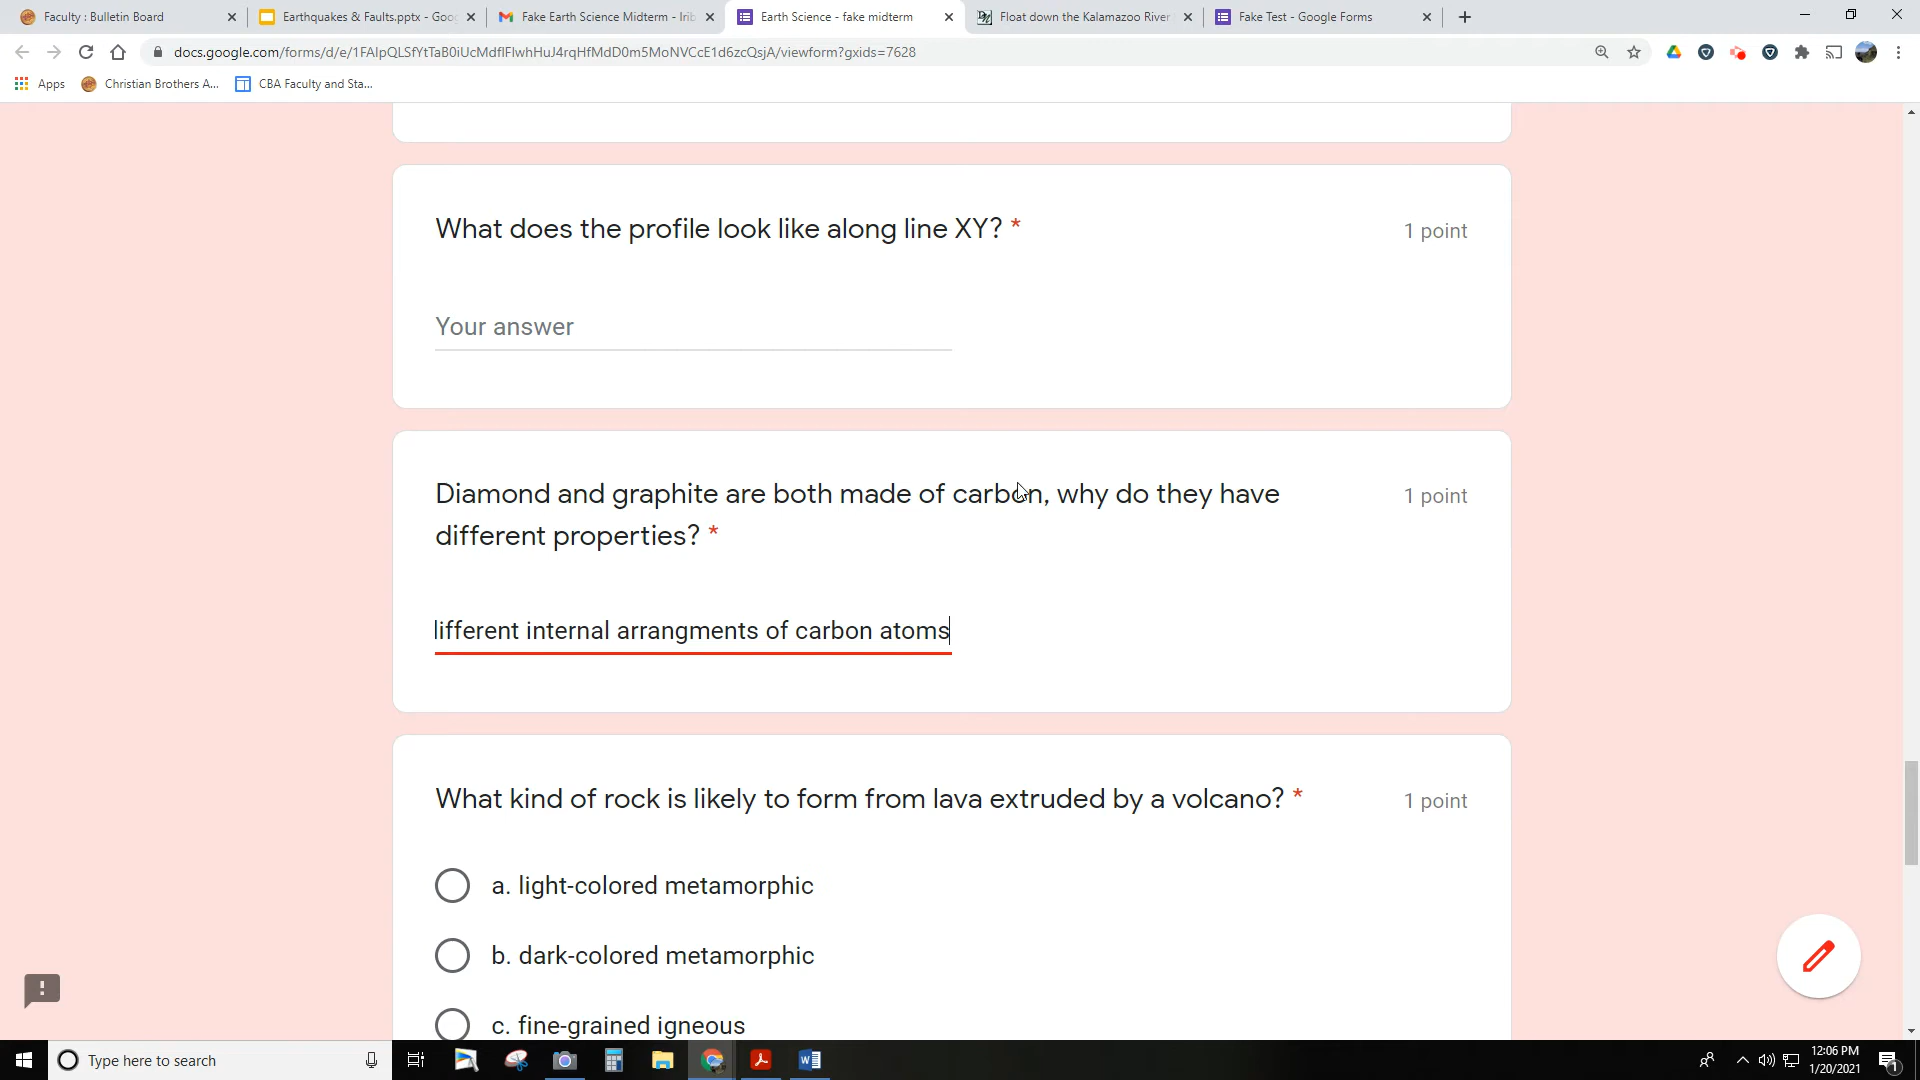 Faculty : Bulletin Board
Earthquakes & Faults.pptx - Goo
Fake Earth Science Midterm - Irib
Earth Science - fake midterm
Float down the Kalamazoo River
Fake Test - Google Forms
docs.google.com/forms/d/e/1FAIpQLSfYtTaB0iUcMdfIFlwhHuJ4rqHfMdD0m5MoNVCcE1d6zcQsjA/viewform?gxids=7628
Apps
Christian Brothers A...
CBA Faculty and Sta...
What does the profile look like along line XY? *
1 point
Your answer
Diamond and graphite are both made of carbon, why do they have
1 point
different properties? *
ifferent internal arrangments of carbon atoms
What kind of rock is likely to form from lava extruded by a volcano? *
1 point
a. light-colored metamorphic
b. dark-colored metamorphic
c. fine-grained igneous
Type here to search
12:06 PM
1/20/2021
1